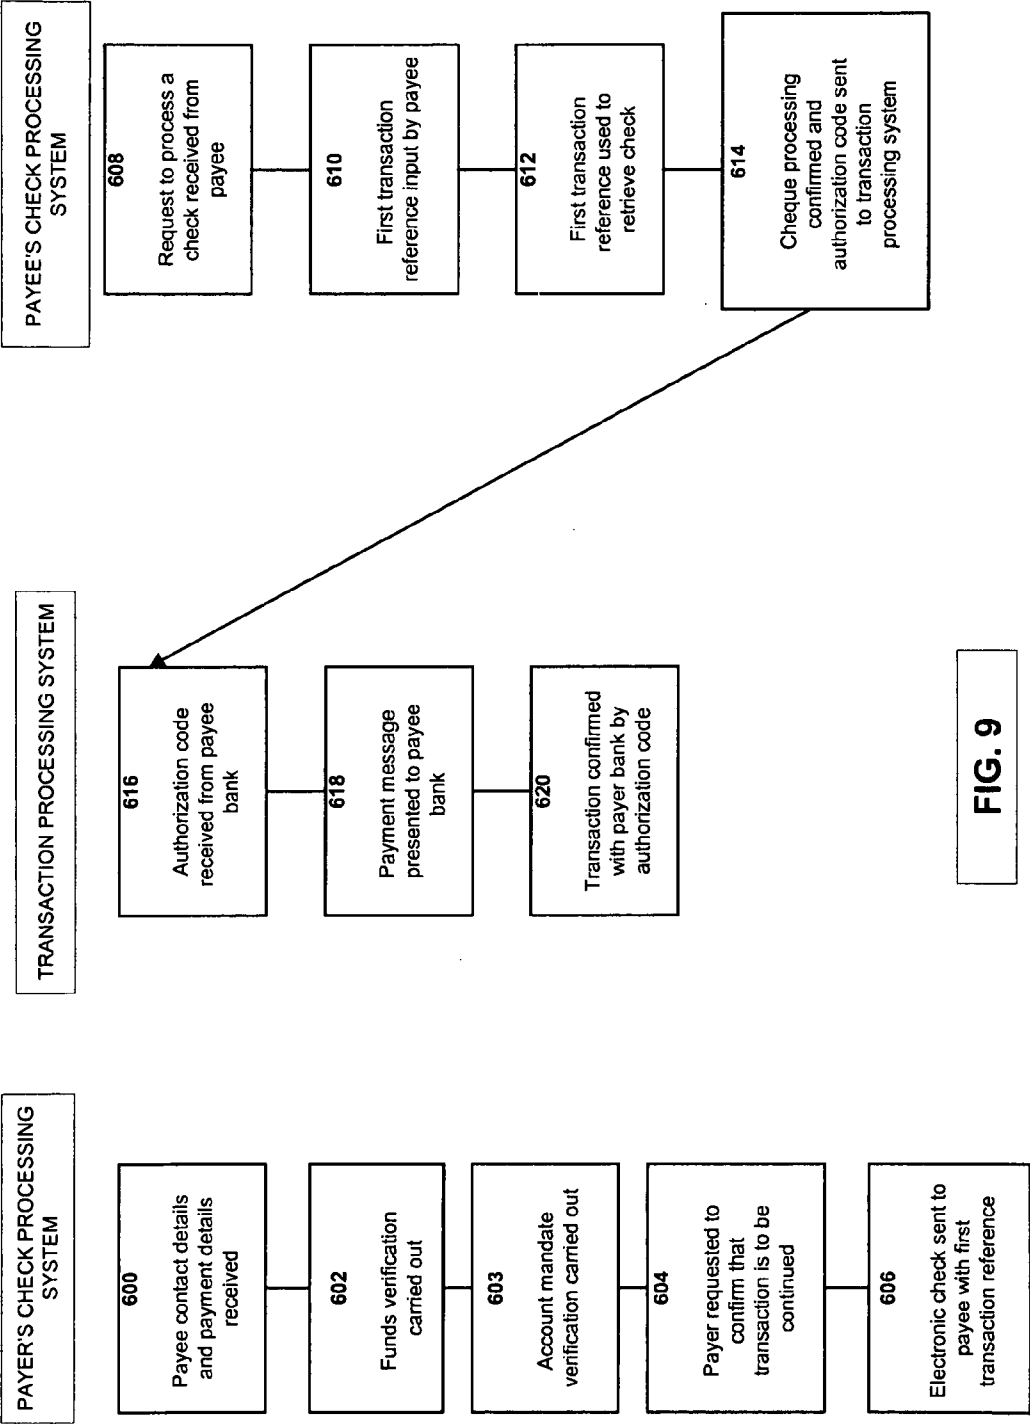 PAYER'S CHECK PROCESSING
SYSTEM
600
Payee contact details
and payment details
received
602
Funds verification
carried out
603
Account mandate
verification carried out
604
Payer requested to
confirm that
transaction is to be
continued
606
Electronic check sent to
payee with first
transaction reference
TRANSACTION PROCESSING SYSTEM
616
Authorization code
received from payee
bank
618
Payment message
presented to payee
bank
620
Transaction confirmed
with payer bank by
authorization code
PAYEE'S CHECK PROCESSING
SYSTEM
608
Request to process a
check received from
payee
610
First transaction
reference input by payee
612
First transaction
reference used to
retrieve check
614
Cheque processing
confirmed and
authorization code sent
to transaction
processing system
FIG. 9